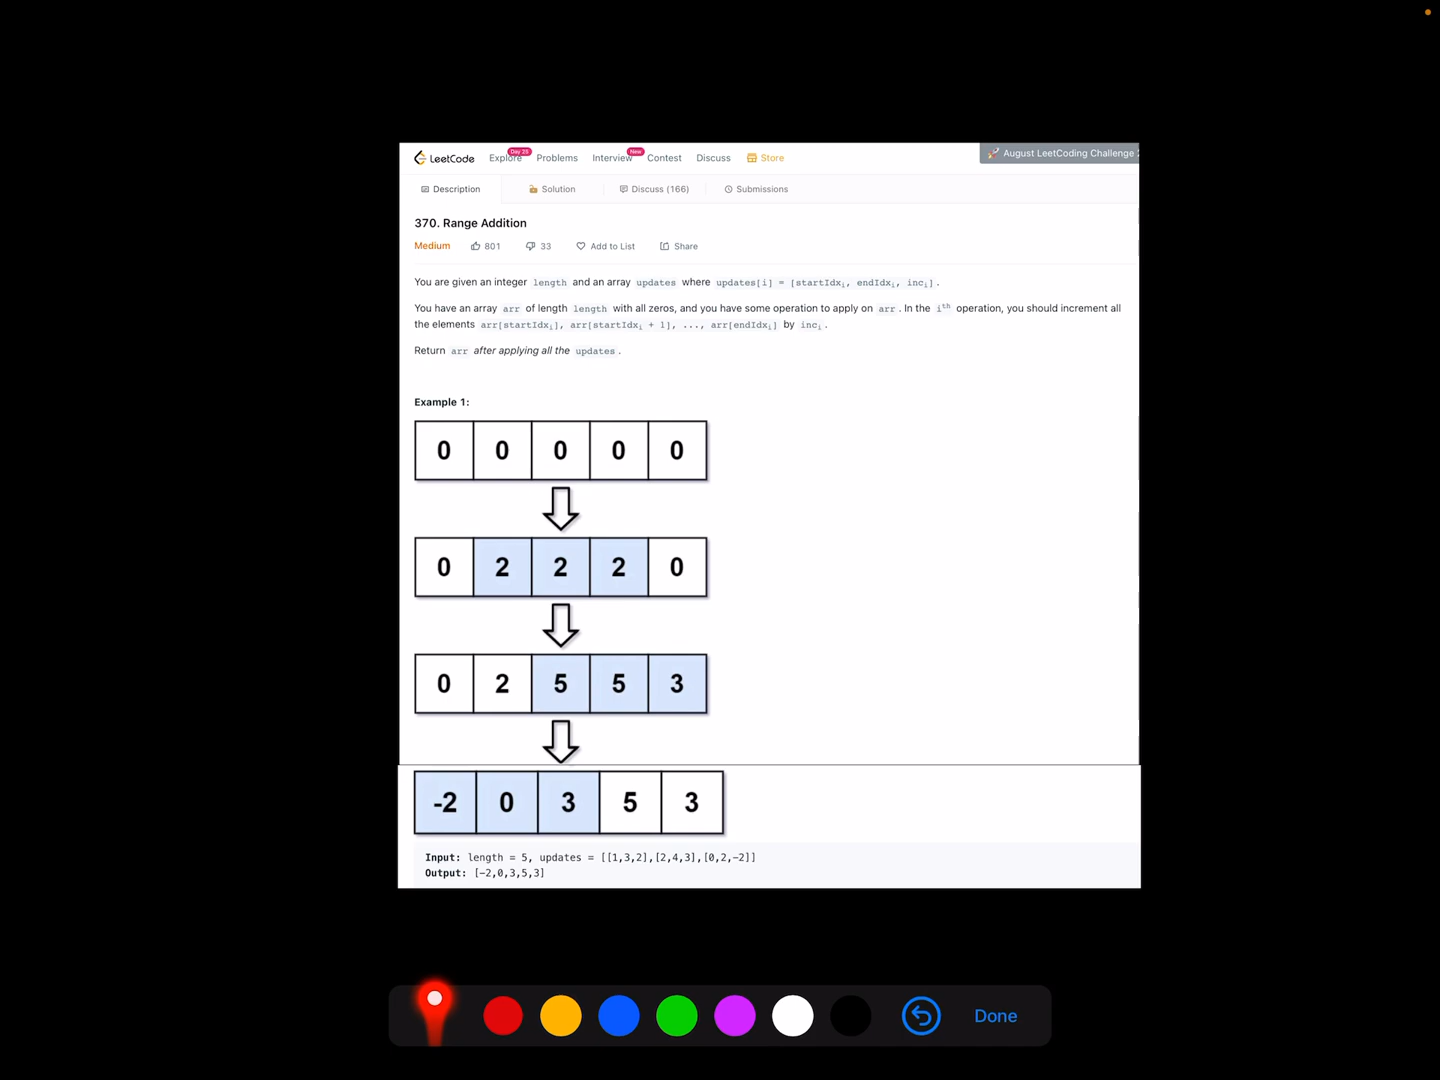 LeetCode Explore Day 28 Problems Interview New Contest Discuss Store August LeetCoding Challenge
Description Solution Discuss (166) Submissions
370. Range Addition
Medium 801 33 Add to List Share
You are given an integer length and an array updates where updates[i] = [startIdxi, endIdxi, inci] .
You have an array arr of length length with all zeros, and you have some operation to apply on arr . In the ith operation, you should increment all
the elements arr[startIdxi], arr[startIdxi + 1], ..., arr[endIdxi] by inci .
Return arr after applying all the updates .
Example 1:
0 0 0 0 0
0 2 2 2 0
0 2 5 5 3
-2 0 3 5 3
Input: length = 5, updates = [[1,3,2],[2,4,3],[0,2,-2]]
Output: [-2,0,3,5,3]
Done